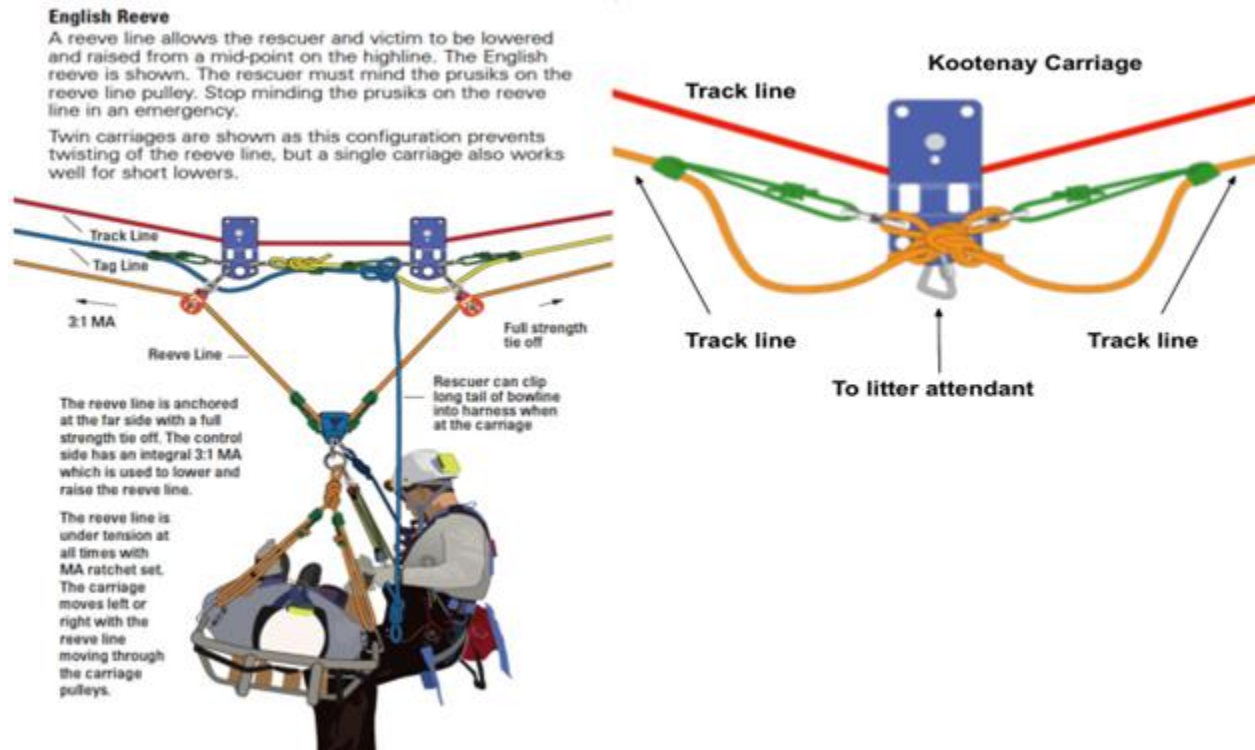 English Reeve
A reeve line allows the rescuer and victim to be lowered
and raised from a mid-point on the highline. The English
reeve is shown. The rescuer must mind the prusiks on the
reeve line pulley. Stop minding the prusiks on the reeve
line in an emergency.
Twin carriages are shown as this configuration prevents
twisting of the reeve line, but a single carriage also works
well for short lowers.
Track Line
Tag Line
3:1 MA
Full strength
tie off
Reeve Line
Rescuer can clip
long tail of bowline
into harness when
at the carriage
The reeve line is anchored
at the far side with a full
strength tie off. The control
side has an integral 3:1 MA
which is used to lower and
raise the reeve line.
The reeve line is
under tension at
all times with
MA ratchet set.
The carriage
moves left or
right with the
reeve line
moving through
the carriage
pulleys.
Kootenay Carriage
Track line
Track line
Track line
To litter attendant